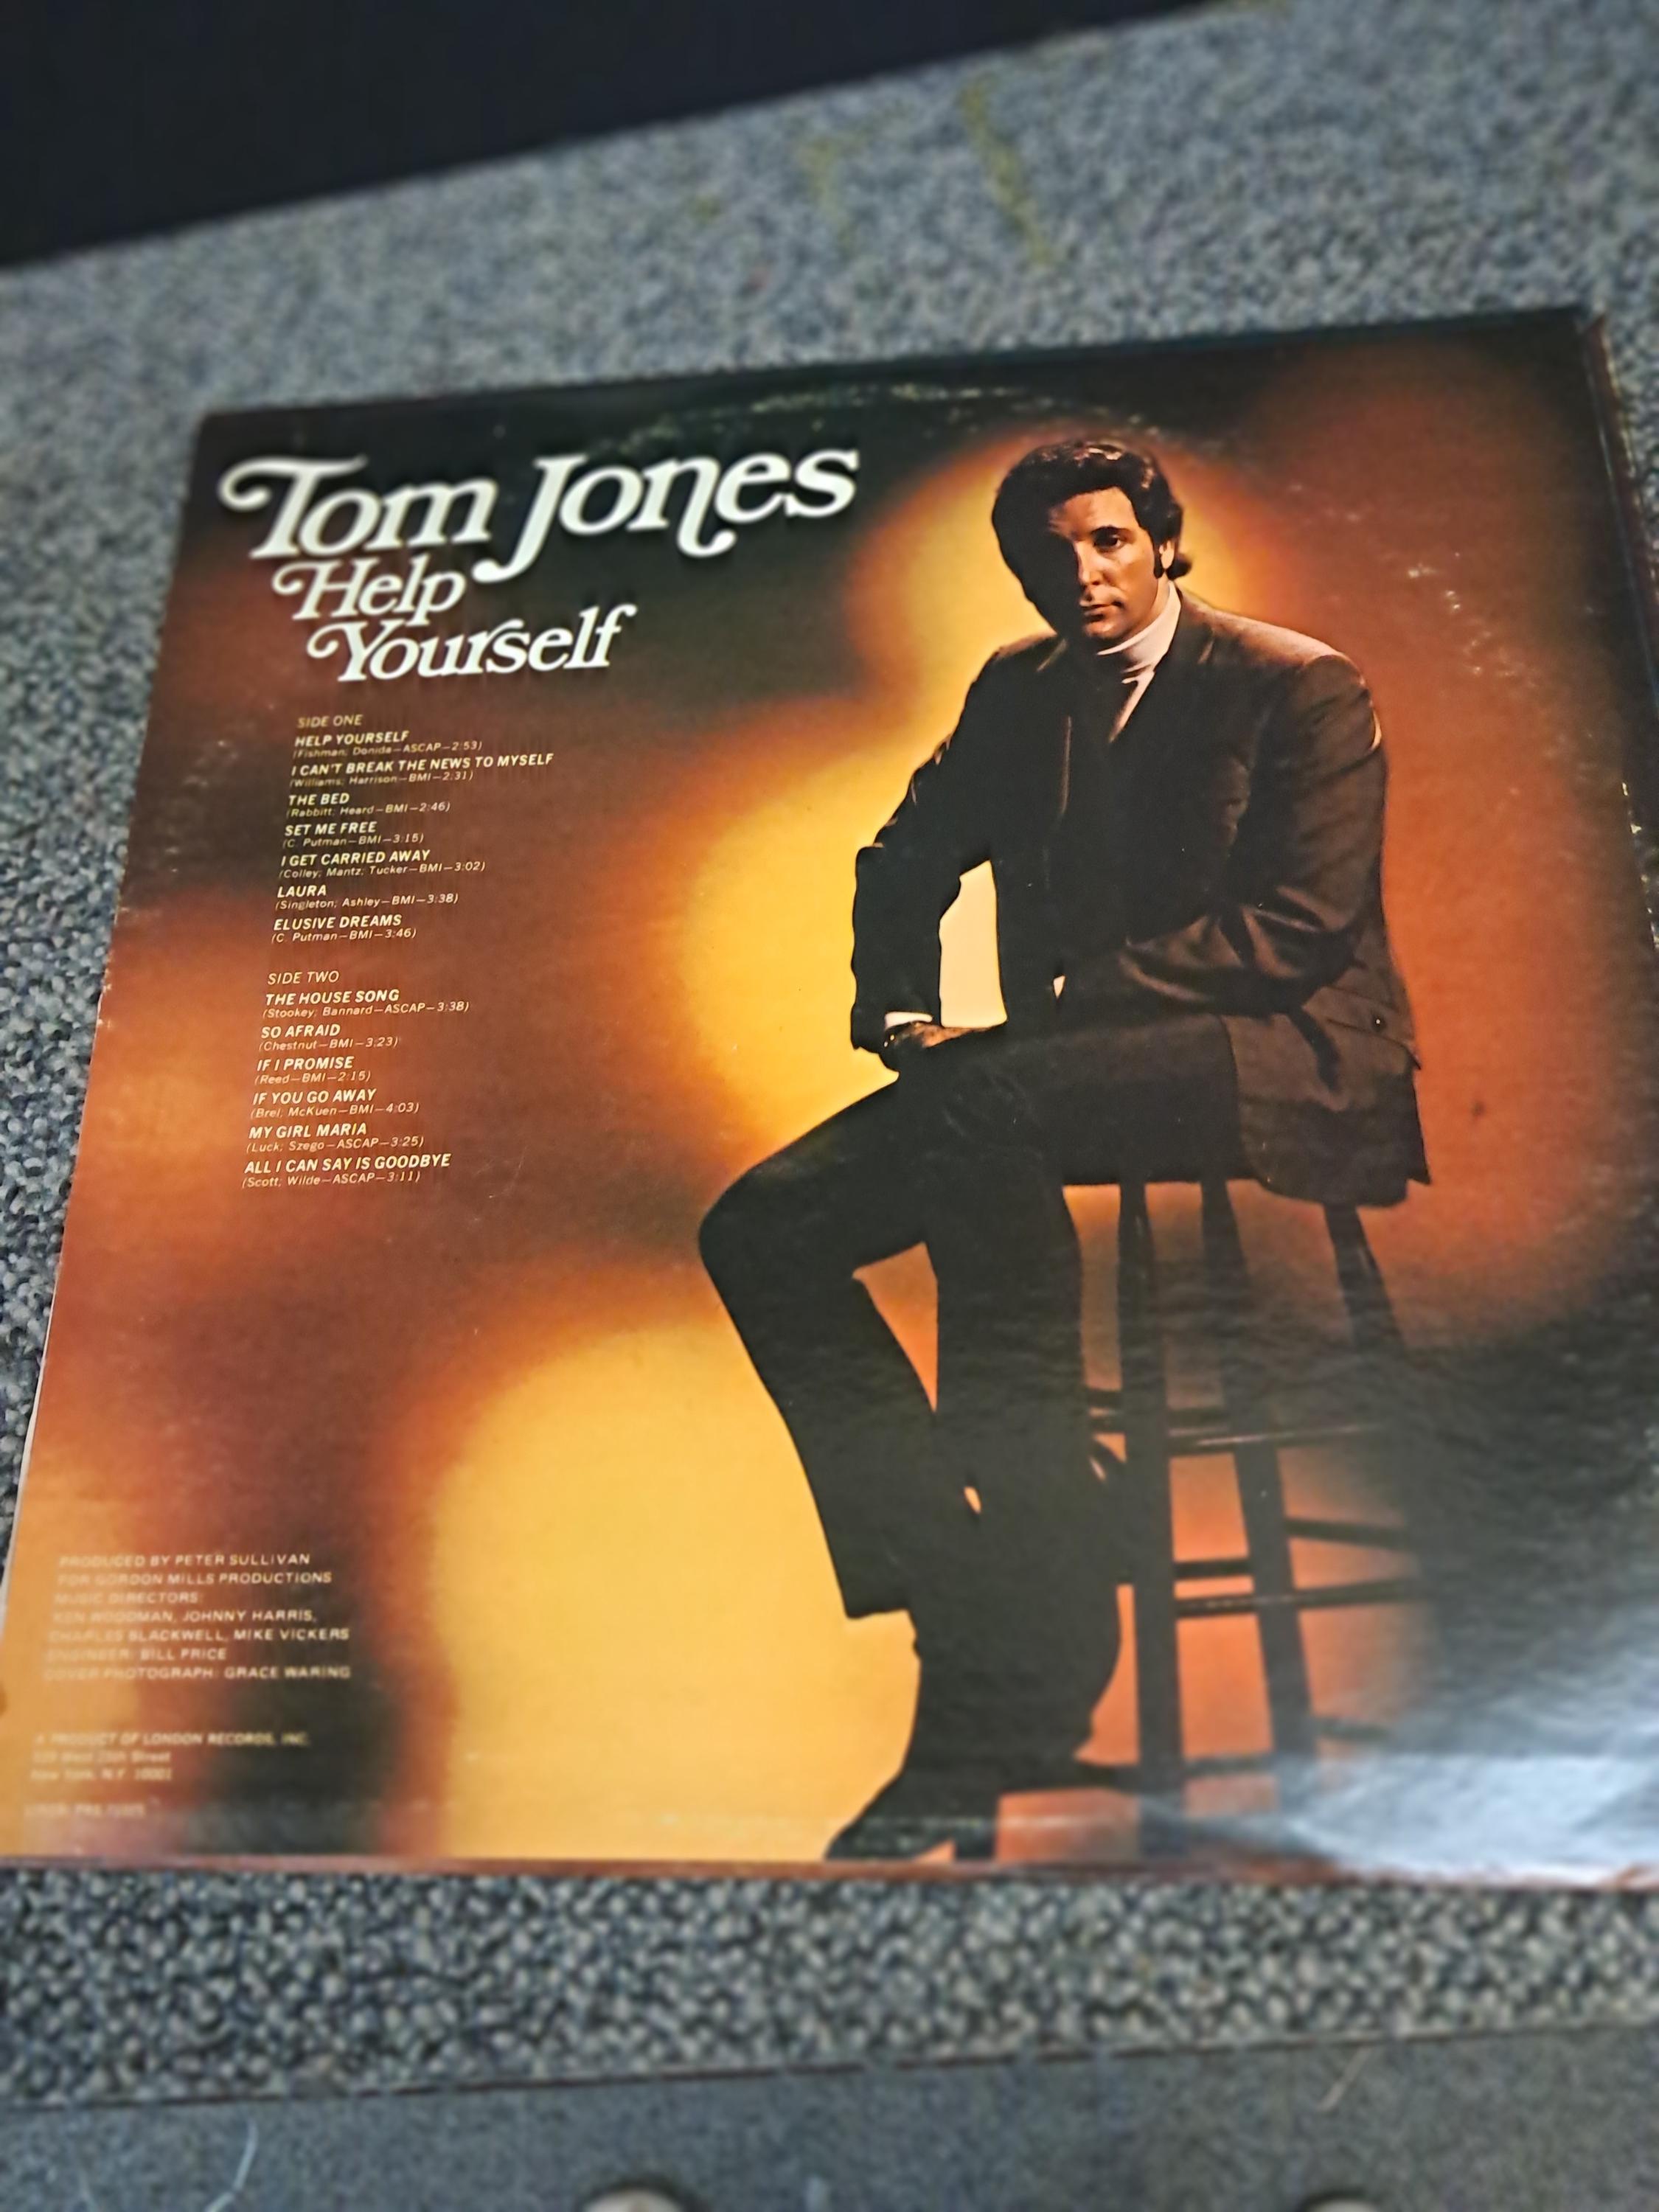 Tom Jones
Help
Yourself
SIDE ONE
HELP YOURSELF
(Fishman; Donida—ASCAP—2:53)
I CAN'T BREAK THE NEWS TO MYSELF
(Williams; Harrison—BMI—2:31)
THE BED
(Rabbitt; Heard—BMI—2:46)
SET ME FREE
(C. Putman—BMI—3:15)
I GET CARRIED AWAY
(Colley; Mantz; Tucker—BMI—3:02)
LAURA
(Singleton; Ashley—BMI—3:38)
ELUSIVE DREAMS
(C. Putman—BMI—3:46)
SIDE TWO
THE HOUSE SONG
(Stookey; Bannard—ASCAP—3:38)
SO AFRAID
(Chestnut—BMI—3:23)
IF I PROMISE
(Reed—BMI—2:15)
IF YOU GO AWAY
(Brel; McKuen—BMI—4:03)
MY GIRL MARIA
(Luck; Szego—ASCAP—3:25)
ALL I CAN SAY IS GOODBYE
(Scott; Wilde—ASCAP—3:11)
PRODUCED BY PETER SULLIVAN
FOR GORDON MILLS PRODUCTIONS
MUSIC DIRECTORS:
KEN WOODMAN, JOHNNY HARRIS,
CHARLES BLACKWELL, MIKE VICKERS
ENGINEER: BILL PRICE
COVER PHOTOGRAPH: GRACE WARING
A PRODUCT OF LONDON RECORDS, INC.
West 25th Street
New York, N.Y. 10001